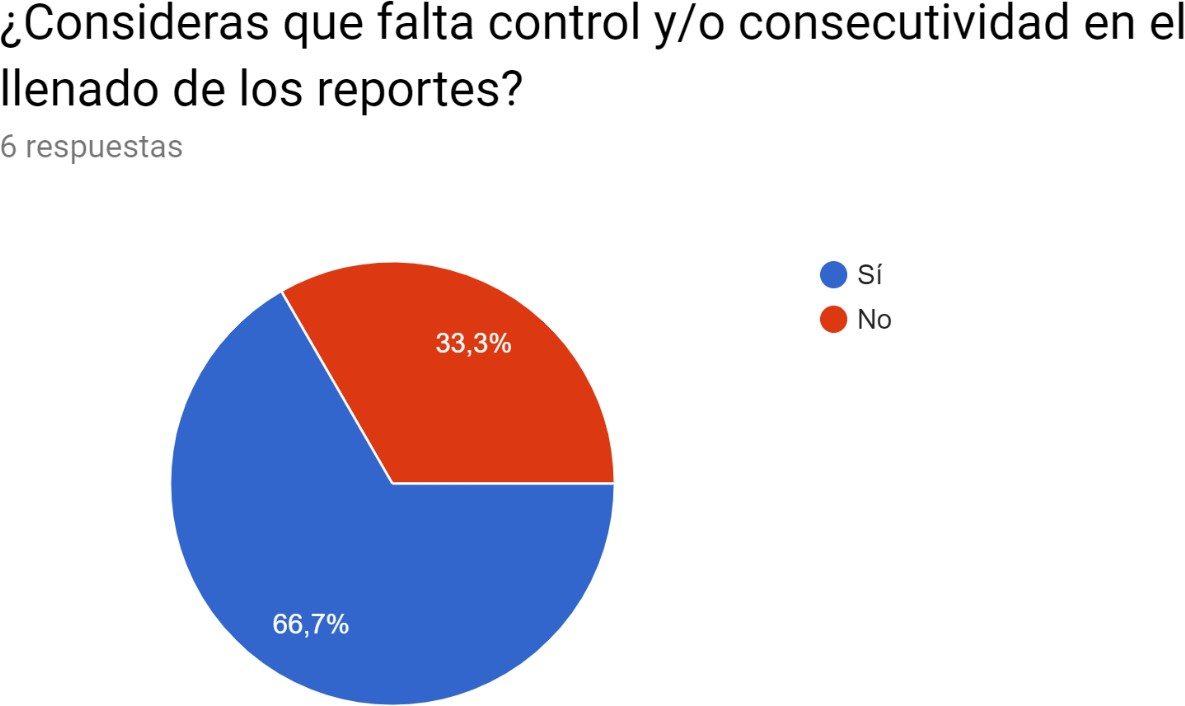 ¿Consideras que falta control y/o consecutividad en el
llenado de los reportes?
6 respuestas
Sí
No
33,3%
66,7%